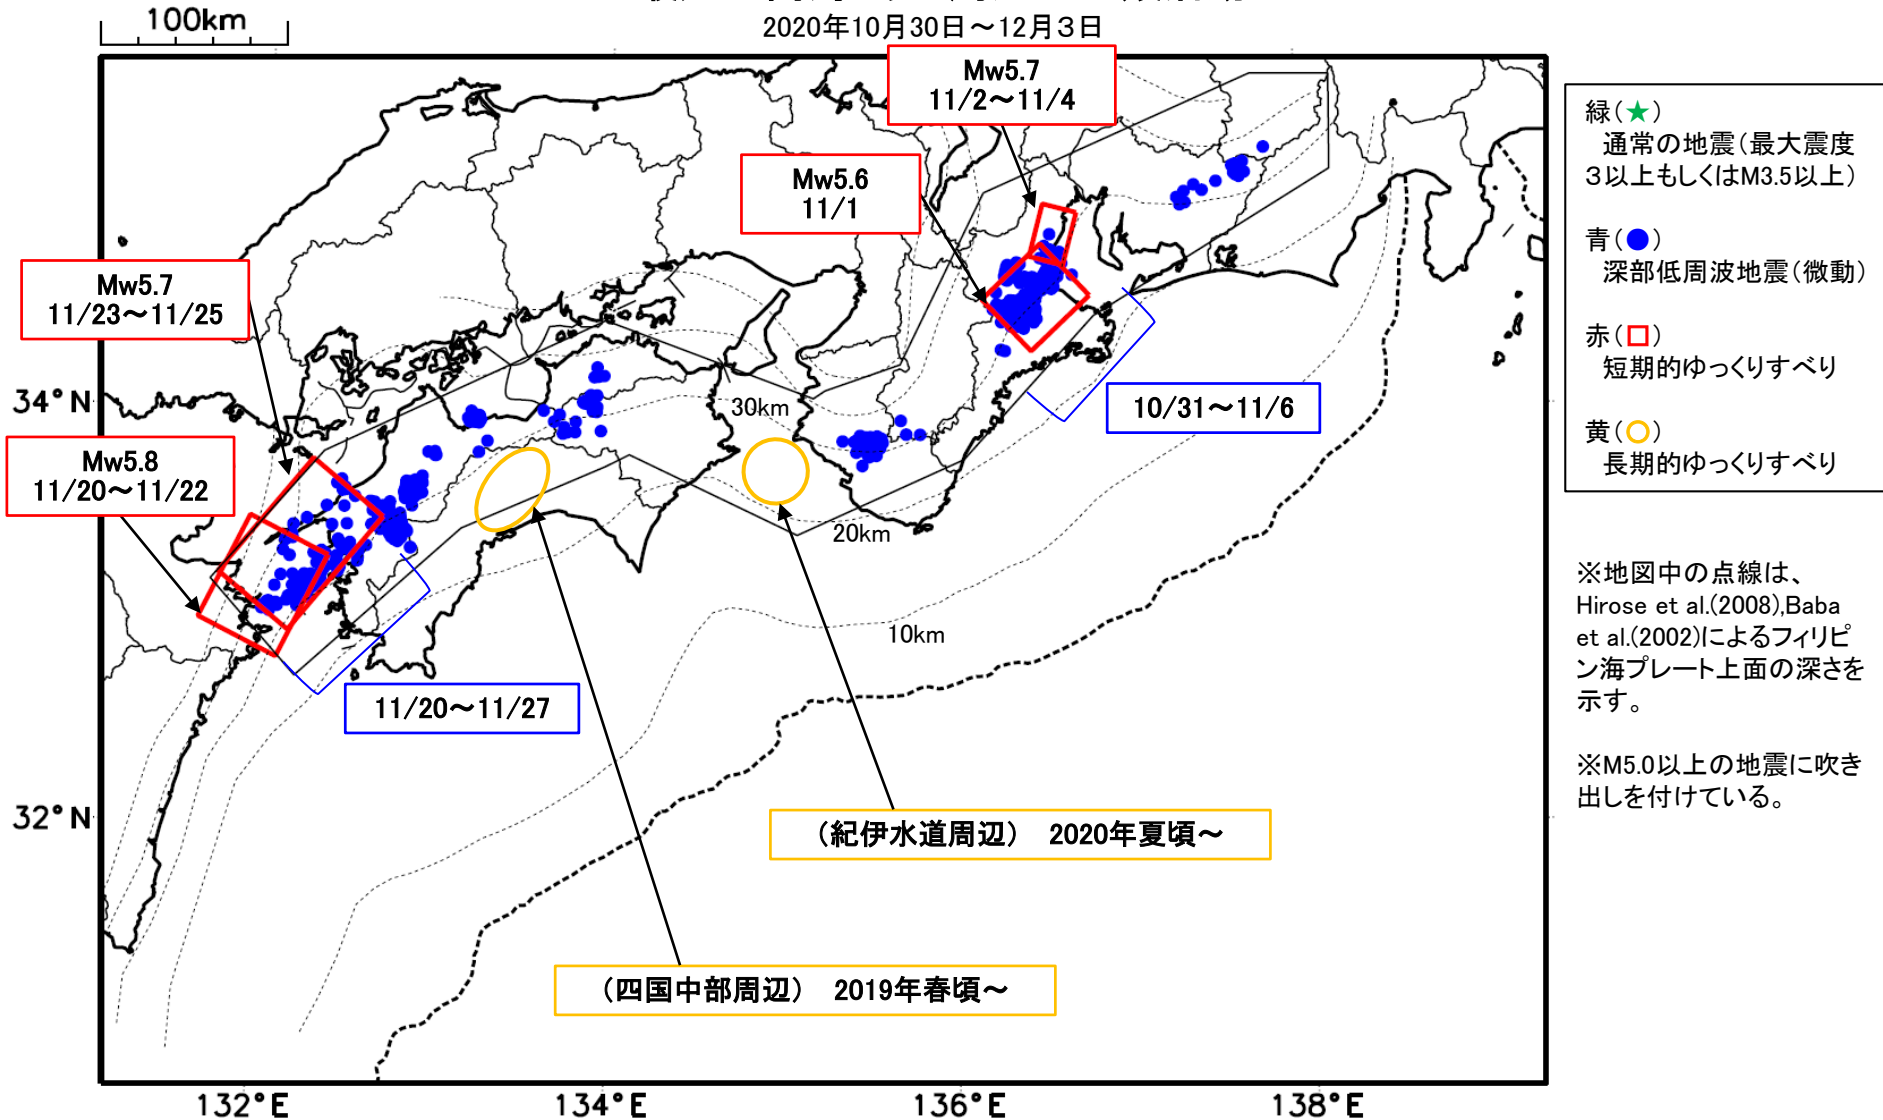 100km
2020年10月30日～12月３日
Mw5.7
11/2～11/4
Mw5.6
11/1
Mw5.7
11/23～11/25
Mw5.8
11/20～11/22
10/31～11/6
11/20～11/27
30km
20km
10km
（紀伊水道周辺）　2020年夏頃～
（四国中部周辺）　2019年春頃～
34°N
32°N
132°E
134°E
136°E
138°E
緑(★)
通常の地震(最大震度
３以上もしくはM3.5以上)
青(●)
深部低周波地震(微動)
赤(□)
短期的ゆっくりすべり
黄(○)
長期的ゆっくりすべり
※地図中の点線は、
Hirose et al.(2008),Baba
et al.(2002)によるフィリピ
ン海プレート上面の深さを
示す。
※M5.0以上の地震に吹き
出しを付けている。